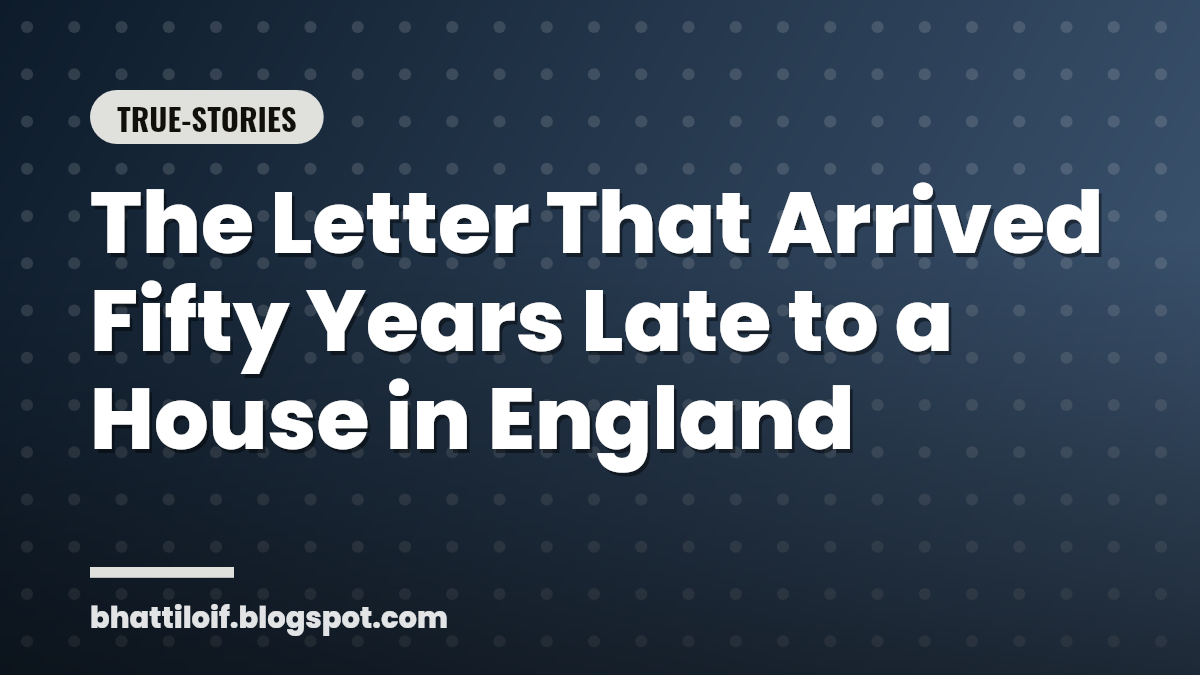 TRUE-STORIES
The Letter That Arrived
Fifty Years Late to a
House in England
bhattiloif.blogspot.com